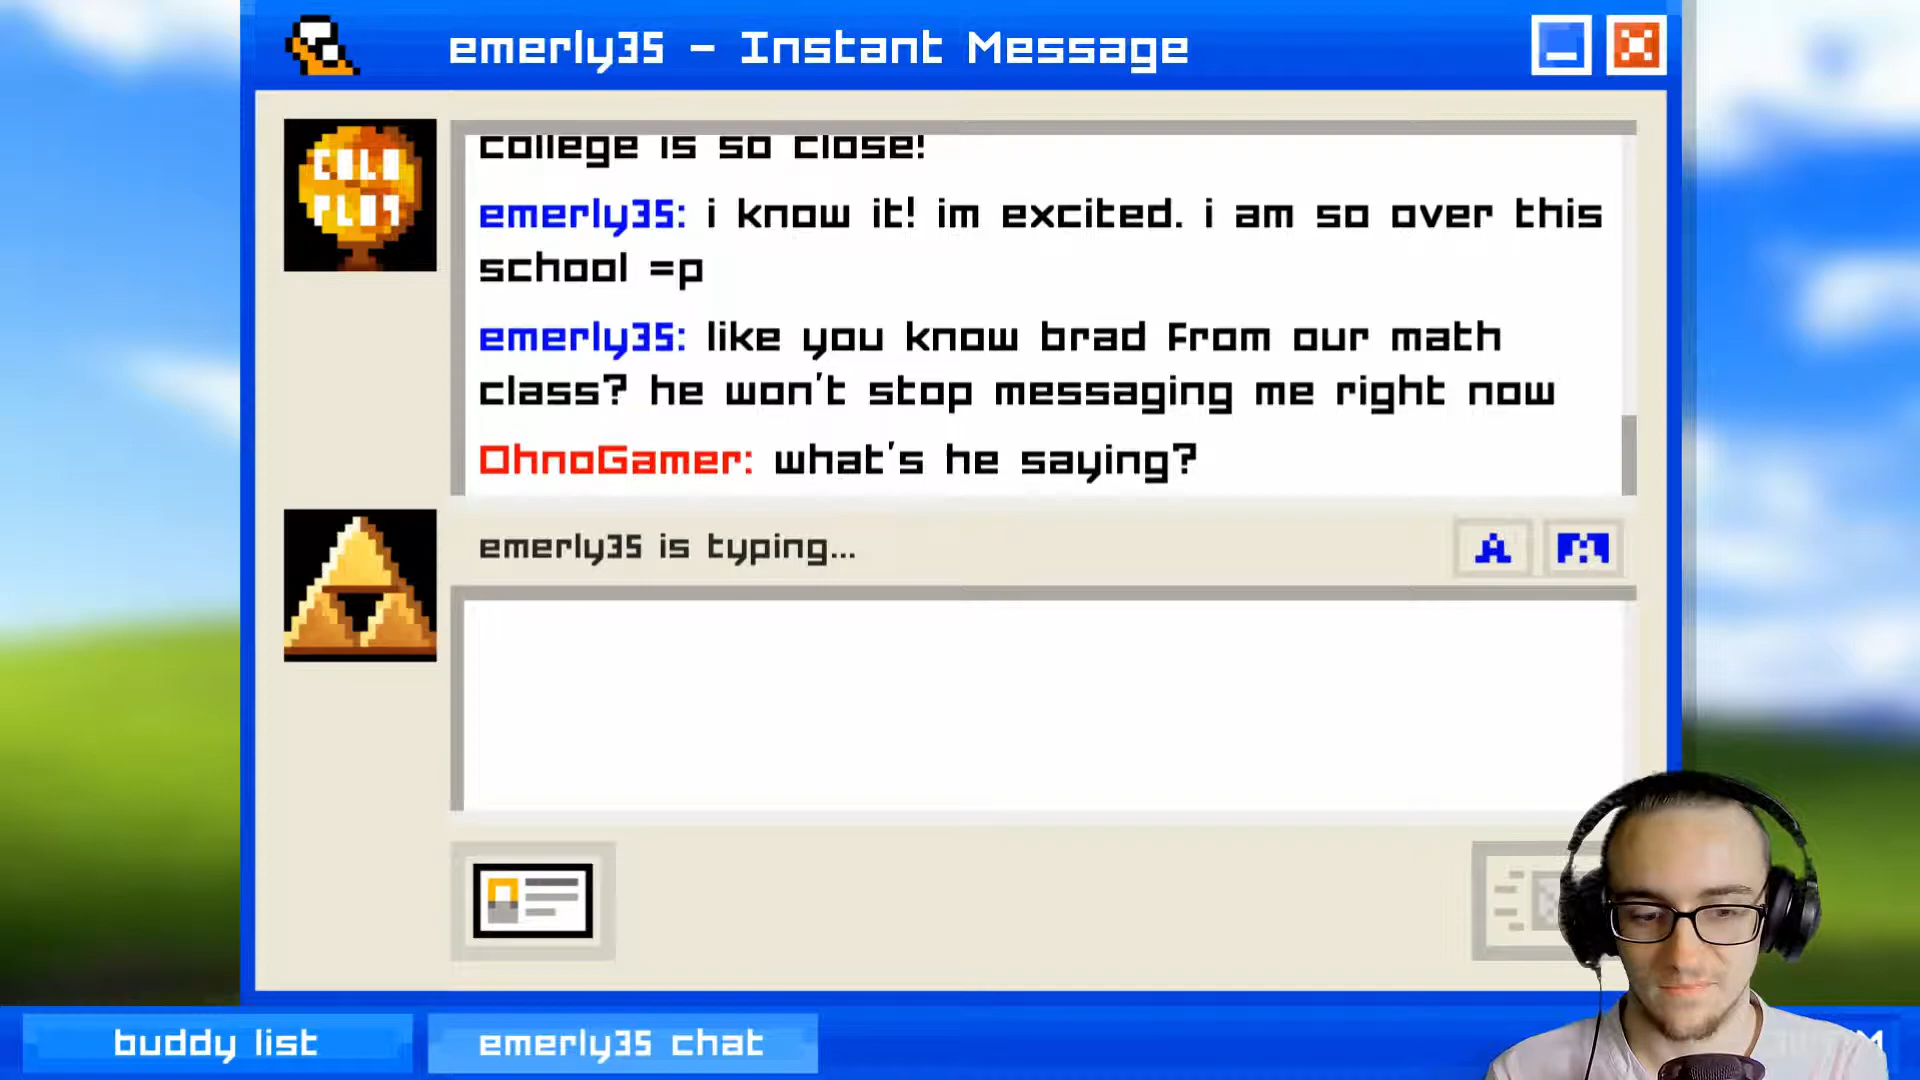 emerly35 - Instant Message
COLD
PLAY
college is so close!
emerly35: i know it! im excited. i am so over this
school =p
emerly35: like you know brad from our math
class? he won't stop messaging me right now
OhnoGamer: what's he saying?
emerly35 is typing...
A
buddy list
emerly35 chat